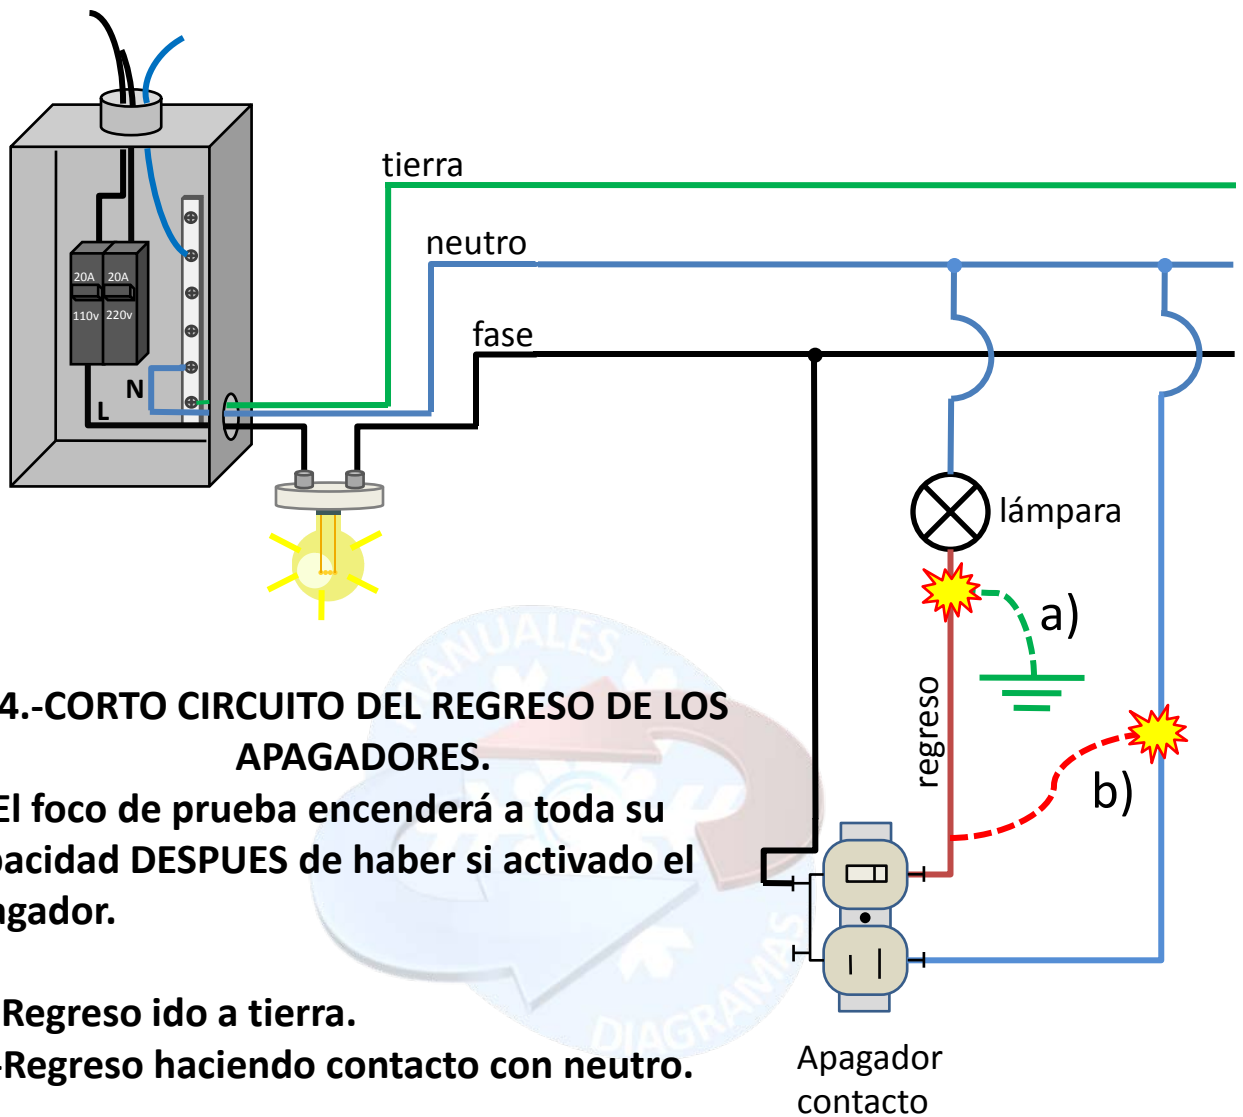 tierra
neutro
fase
20A 20A
110v 220v
N
L
lámpara
a)
regreso
b)
4.-CORTO CIRCUITO DEL REGRESO DE LOS
APAGADORES.
El foco de prueba encenderá a toda su
pacidad DESPUES de haber si activado el
agador.
Regreso ido a tierra.
-Regreso haciendo contacto con neutro.
Apagador
contacto
MANUALES
DIAGRAMAS